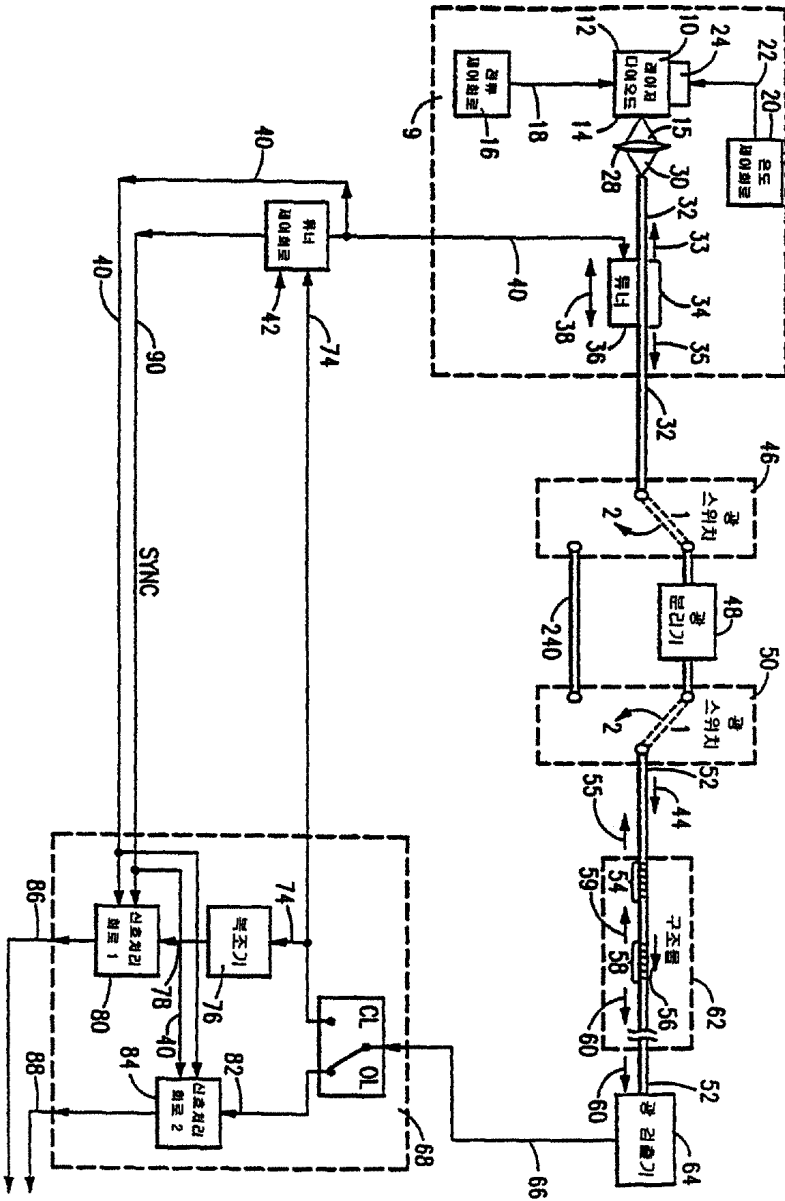 12
10
24
22
20
레이저
다이오드
온도
제어회로
전류
제어회로
16
18
14
15
28
30
9
32
33
34
튜너
36
38
35
32
40
40
튜너
제어회로
42
74
40
90
SYNC
46
광
스위치
1
2
48
광
분리기
240
50
광
스위치
1
2
52
44
55
54
59
구조물
58
56
62
60
60
52
광 검출기
64
66
68
CL
OL
74
복조기
76
78
신호처리
회로 1
80
86
40
82
신호처리
회로 2
84
88